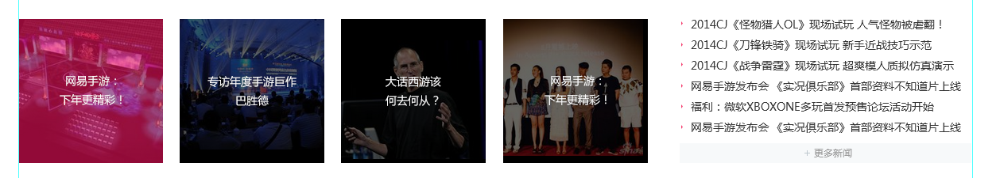 网易手游：
下年更精彩！
专访年度手游巨作
巴胜德
大话西游该
何去何从？
网易手游：
下年更精彩！
2014CJ《怪物猎人OL》现场试玩 人气怪物被虐翻！
2014CJ《刀锋铁骑》现场试玩 新手近战技巧示范
2014CJ《战争雷霆》现场试玩 超爽模人质拟仿真演示
网易手游发布会 《实况俱乐部》首部资料不知道片上线
福利：微软XBOXONE多玩首发预售论坛活动开始
网易手游发布会 《实况俱乐部》首部资料不知道片上线
+ 更多新闻